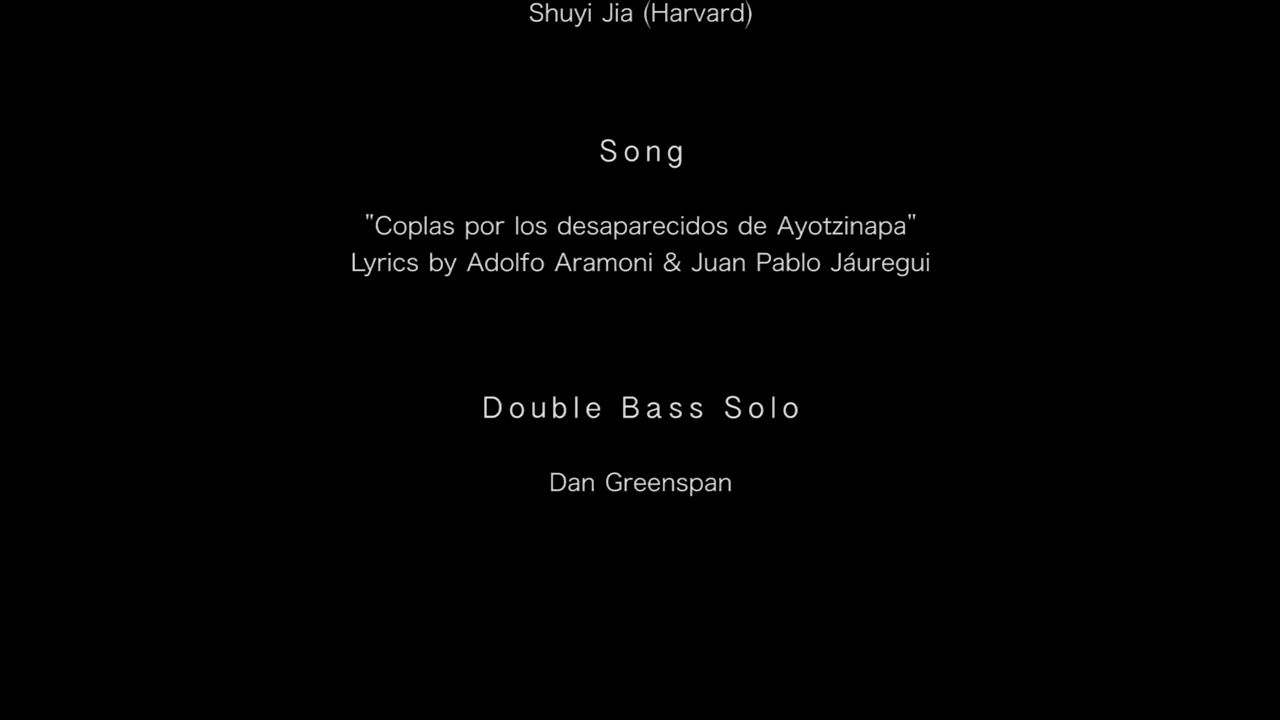 Shuyi Jia (Harvard)
Song
"Coplas por los desaparecidos de Ayotzinapa"
Lyrics by Adolfo Aramoni & Juan Pablo Jáuregui
Double Bass Solo
Dan Greenspan